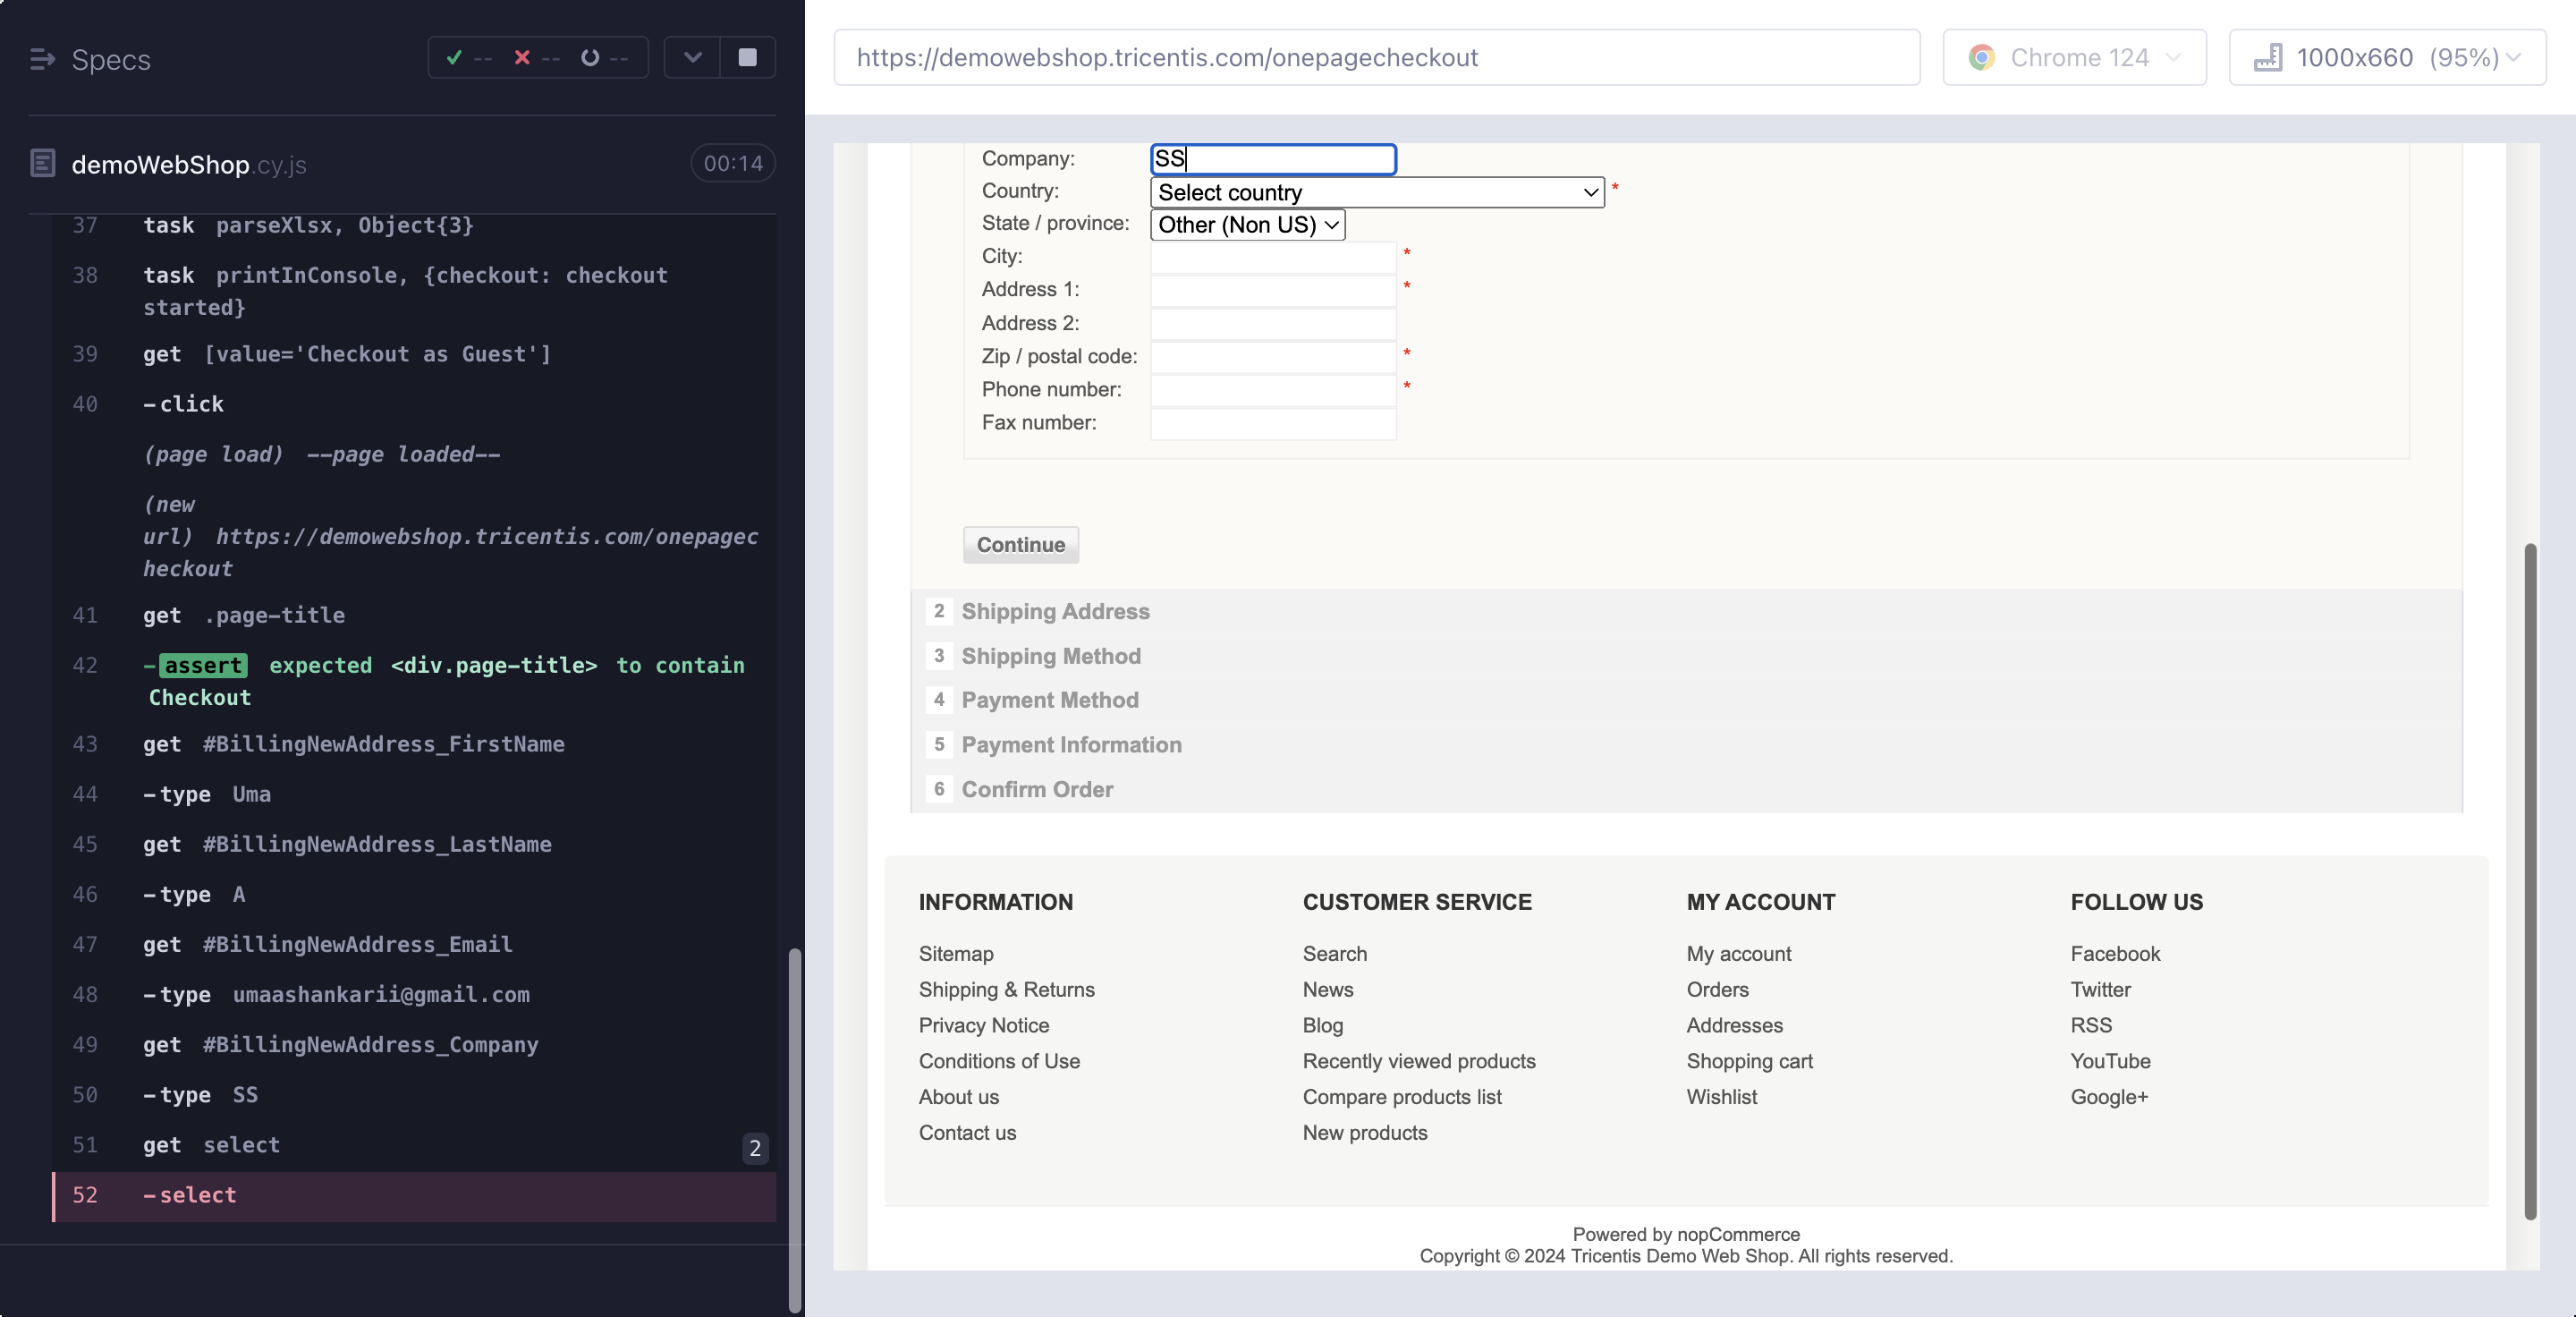 Specs
-- -- --
demoWebShop.cy.js 00:14
37 task parseXlsx, Object{3}
38 task printInConsole, {checkout: checkout
started}
39 get [value='Checkout as Guest']
40 -click
(page load) --page loaded--
(new
url) https://demowebshop.tricentis.com/onepagec
heckout
41 get .page-title
42 -assert expected <div.page-title> to contain
Checkout
43 get #BillingNewAddress_FirstName
44 -type Uma
45 get #BillingNewAddress_LastName
46 -type A
47 get #BillingNewAddress_Email
48 -type umaashankarii@gmail.com
49 get #BillingNewAddress_Company
50 -type SS
51 get select 2
52 -select
https://demowebshop.tricentis.com/onepagecheckout
Chrome 124
1000x660 (95%)
Company: SS
Country: Select country *
State / province: Other (Non US)
City: *
Address 1: *
Address 2:
Zip / postal code: *
Phone number: *
Fax number:
Continue
2 Shipping Address
3 Shipping Method
4 Payment Method
5 Payment Information
6 Confirm Order
INFORMATION
Sitemap
Shipping & Returns
Privacy Notice
Conditions of Use
About us
Contact us
CUSTOMER SERVICE
Search
News
Blog
Recently viewed products
Compare products list
New products
MY ACCOUNT
My account
Orders
Addresses
Shopping cart
Wishlist
FOLLOW US
Facebook
Twitter
RSS
YouTube
Google+
Powered by nopCommerce
Copyright © 2024 Tricentis Demo Web Shop. All rights reserved.